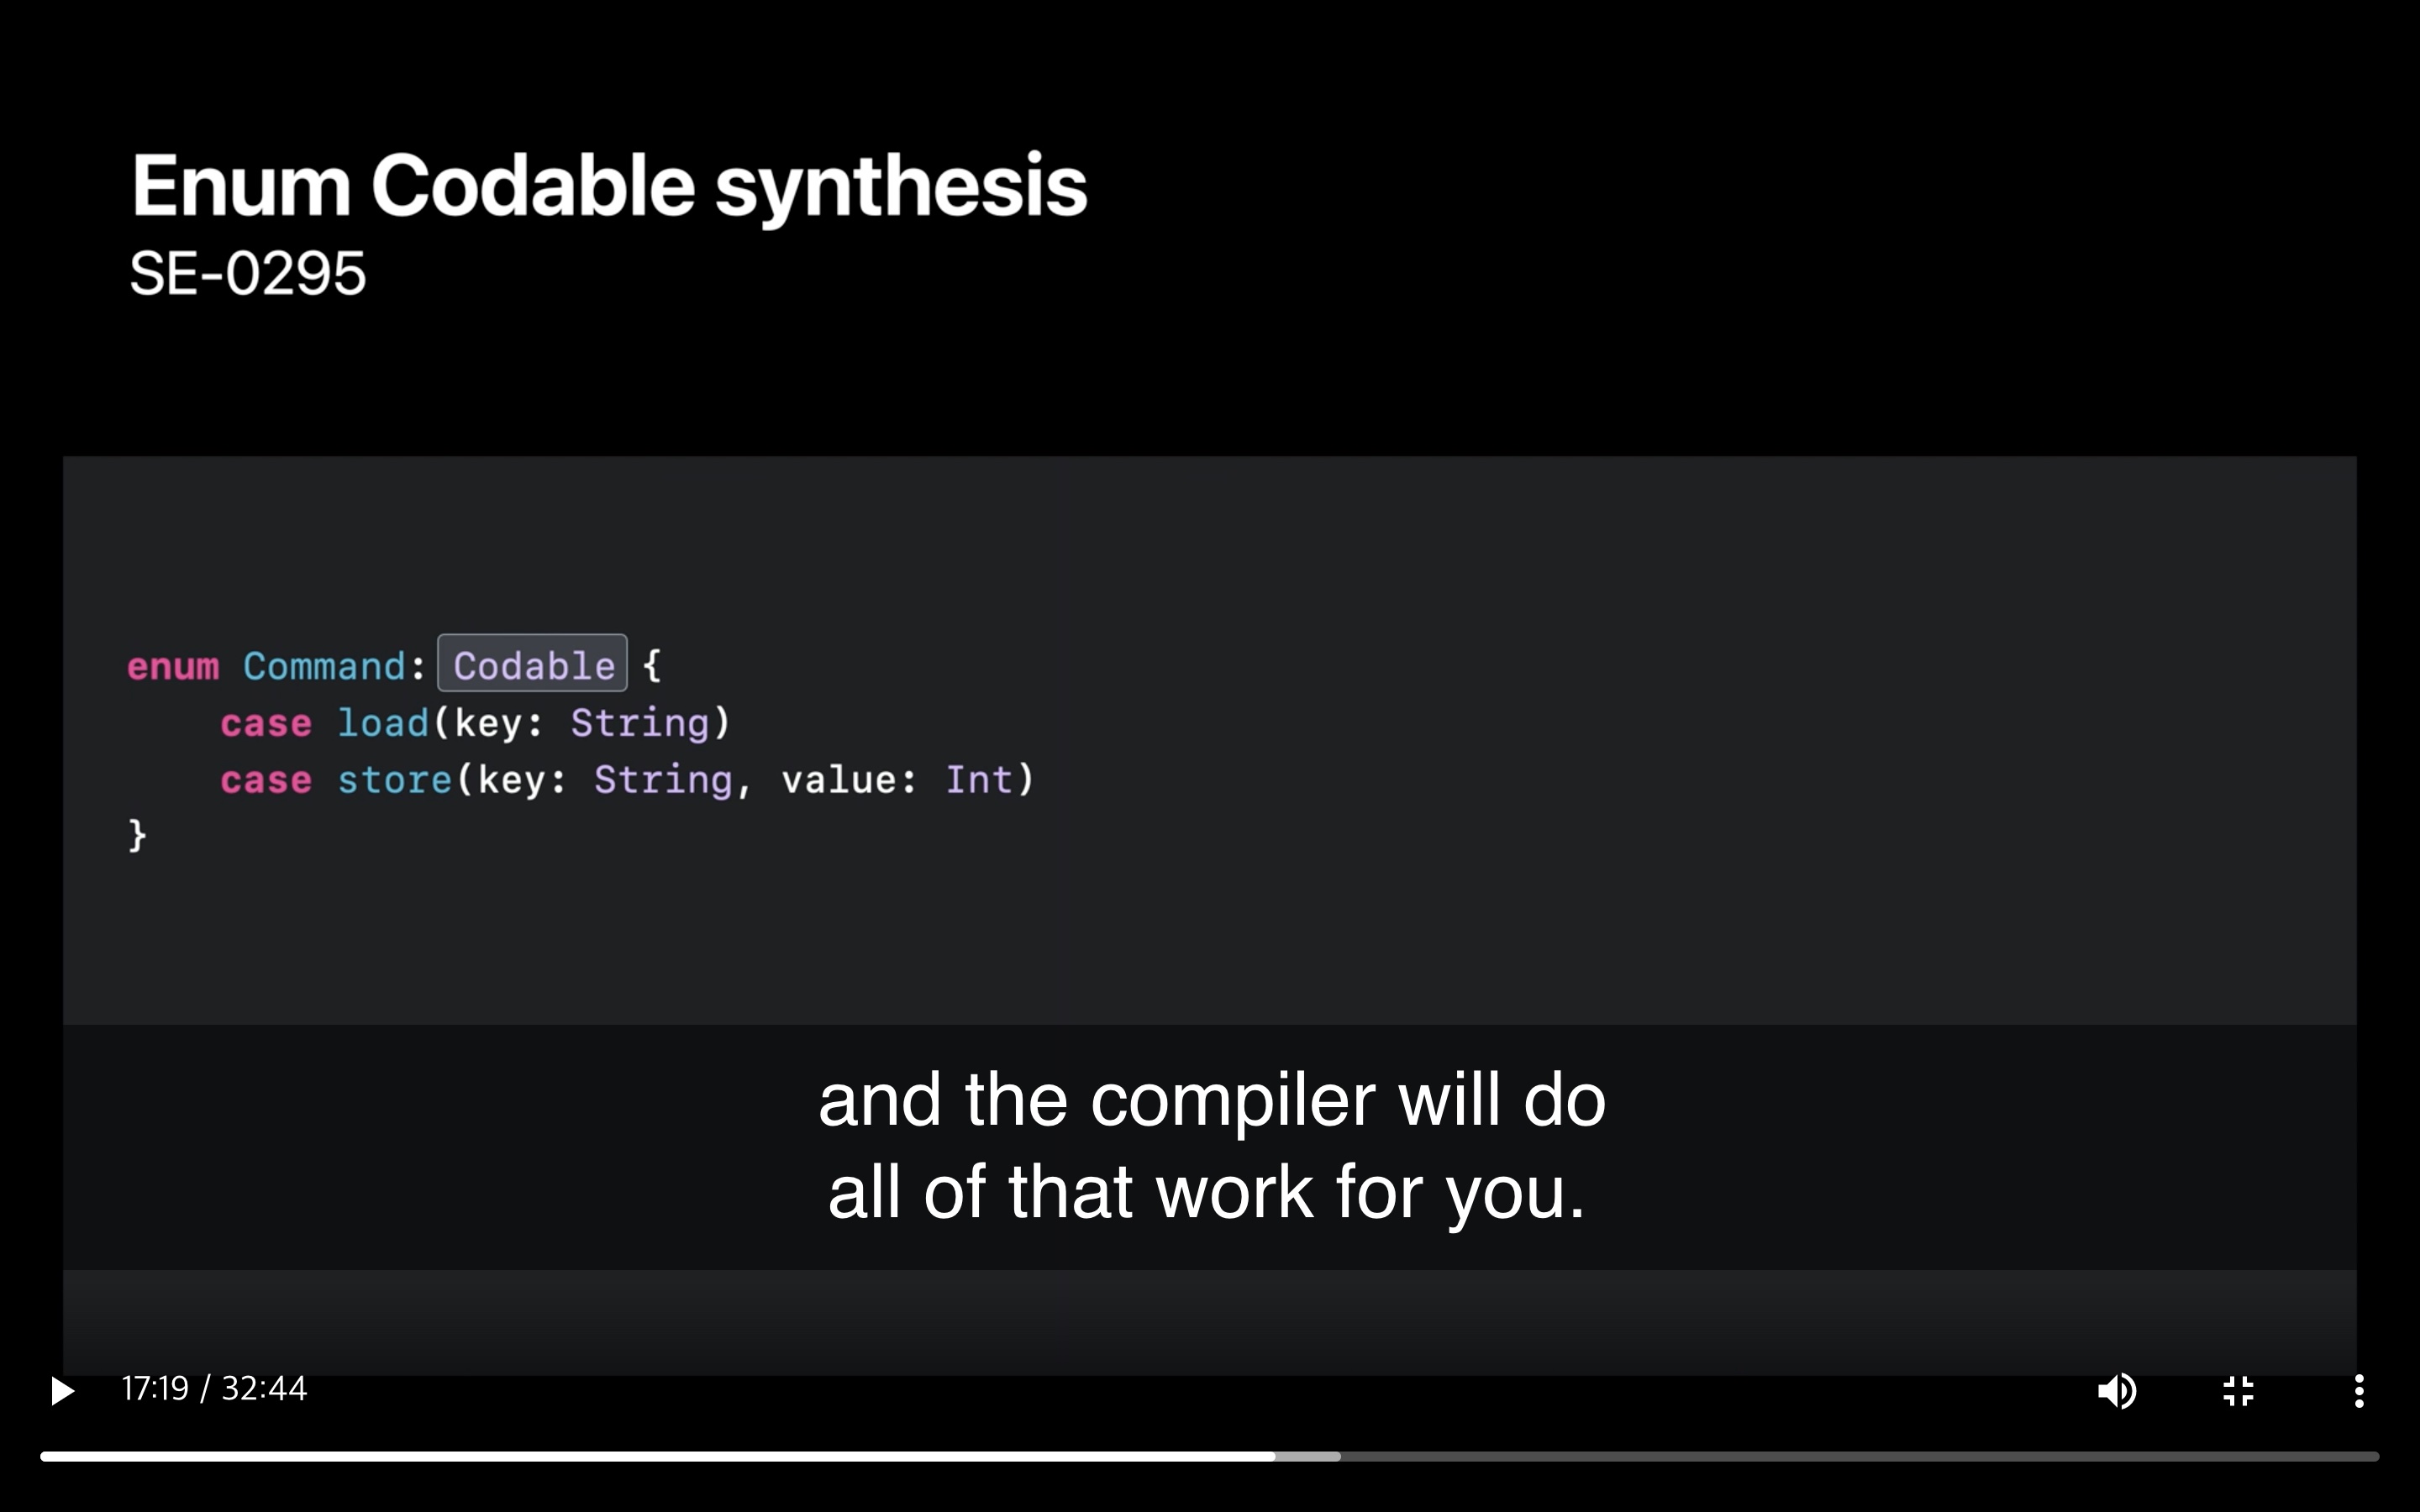 Enum Codable synthesis
SE-0295
enum Command: Codable {
    case load(key: String)
    case store(key: String, value: Int)
}
and the compiler will do
all of that work for you.
17:19 / 32:44